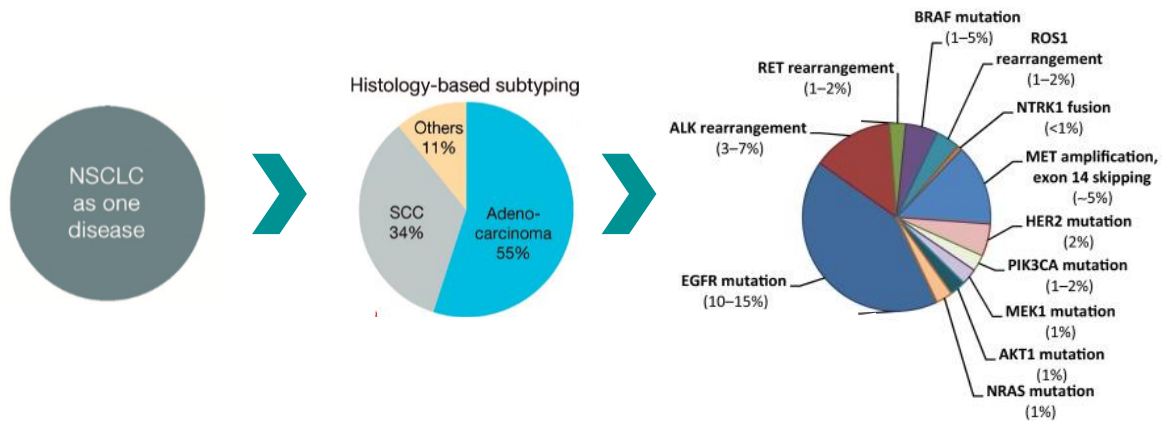 NSCLC
as one
disease
Histology-based subtyping
Others
11%
SCC
34%
Adeno-
carcinoma
55%
BRAF mutation
(1–5%)
ROS1
rearrangement
(1–2%)
RET rearrangement
(1–2%)
NTRK1 fusion
(<1%)
ALK rearrangement
(3–7%)
MET amplification,
exon 14 skipping
(~5%)
HER2 mutation
(2%)
PIK3CA mutation
(1–2%)
EGFR mutation
(10–15%)
MEK1 mutation
(1%)
AKT1 mutation
(1%)
NRAS mutation
(1%)